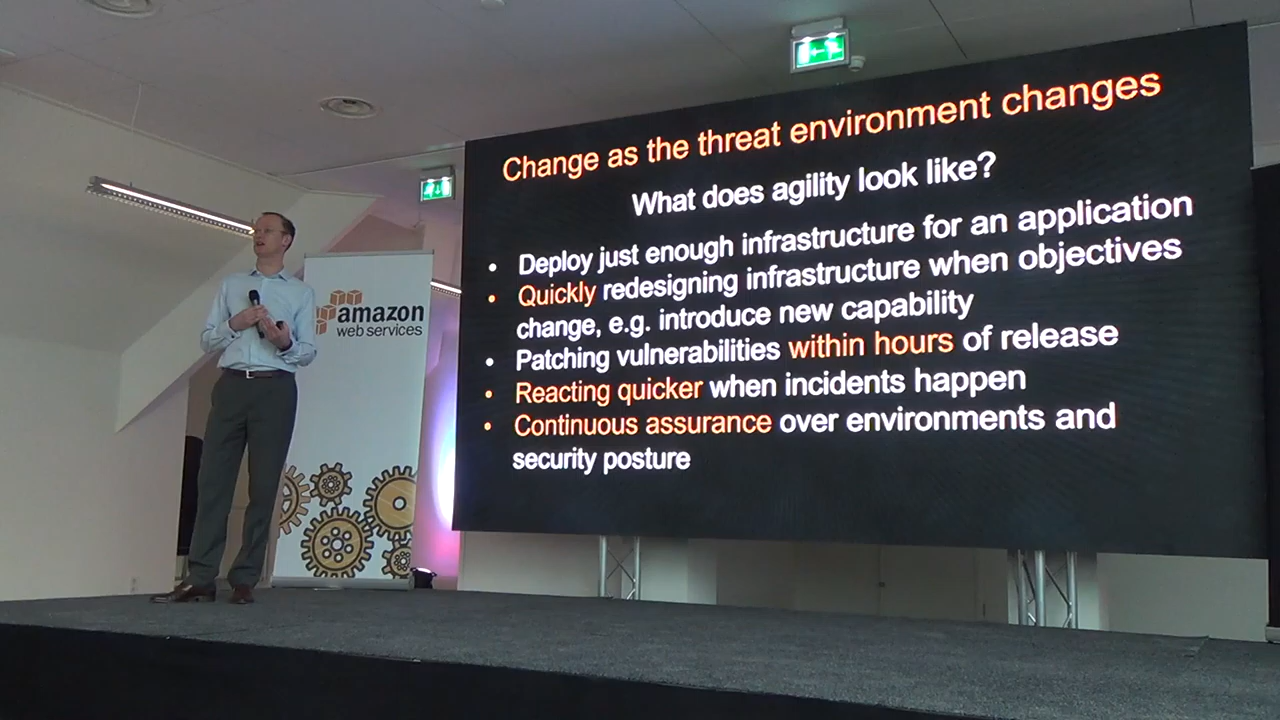 Change as the threat environment changes
What does agility look like?
• Deploy just enough infrastructure for an application
• Quickly redesigning infrastructure when objectives
change, e.g. introduce new capability
• Patching vulnerabilities within hours of release
• Reacting quicker when incidents happen
• Continuous assurance over environments and
security posture
amazon
web services